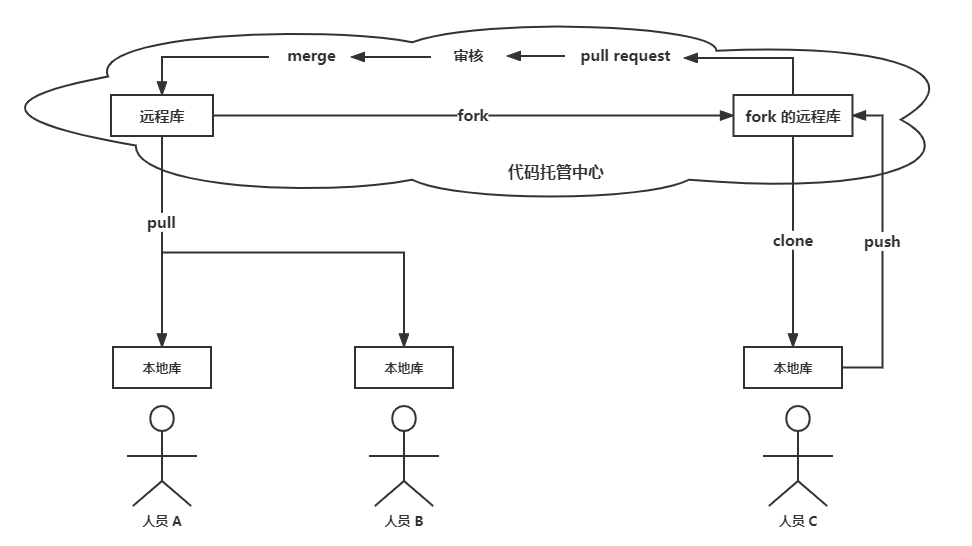 merge
审核
pull request
远程库
fork
fork 的远程库
代码托管中心
pull
clone
push
本地库
本地库
本地库
人员 A
人员 B
人员 C